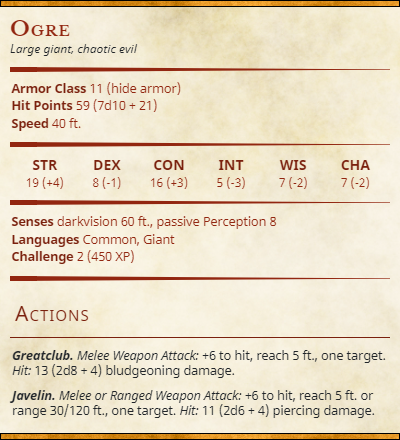 Ogre
Large giant, chaotic evil
Armor Class 11 (hide armor)
Hit Points 59 (7d10 + 21)
Speed 40 ft.
STR DEX CON INT WIS CHA
19 (+4) 8 (-1) 16 (+3) 5 (-3) 7 (-2) 7 (-2)
Senses darkvision 60 ft., passive Perception 8
Languages Common, Giant
Challenge 2 (450 XP)
Actions
Greatclub. Melee Weapon Attack: +6 to hit, reach 5 ft., one target.
Hit: 13 (2d8 + 4) bludgeoning damage.
Javelin. Melee or Ranged Weapon Attack: +6 to hit, reach 5 ft. or
range 30/120 ft., one target. Hit: 11 (2d6 + 4) piercing damage.